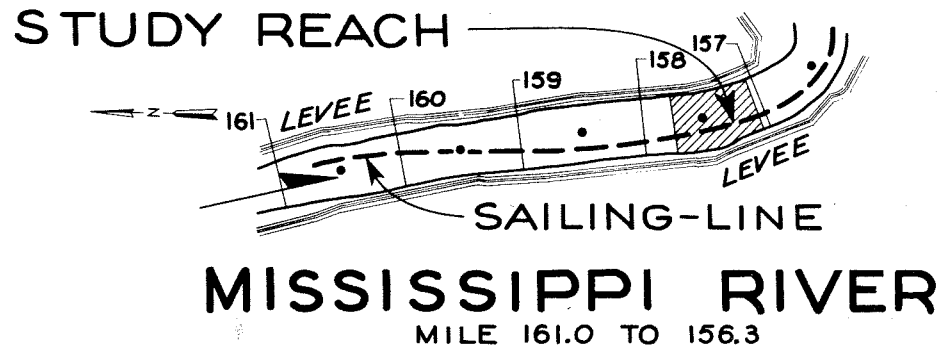 STUDY REACH
157
158
159
160
161
N
LEVEE
LEVEE
SAILING-LINE
MISSISSIPPI RIVER
MILE 161.0 TO 156.3